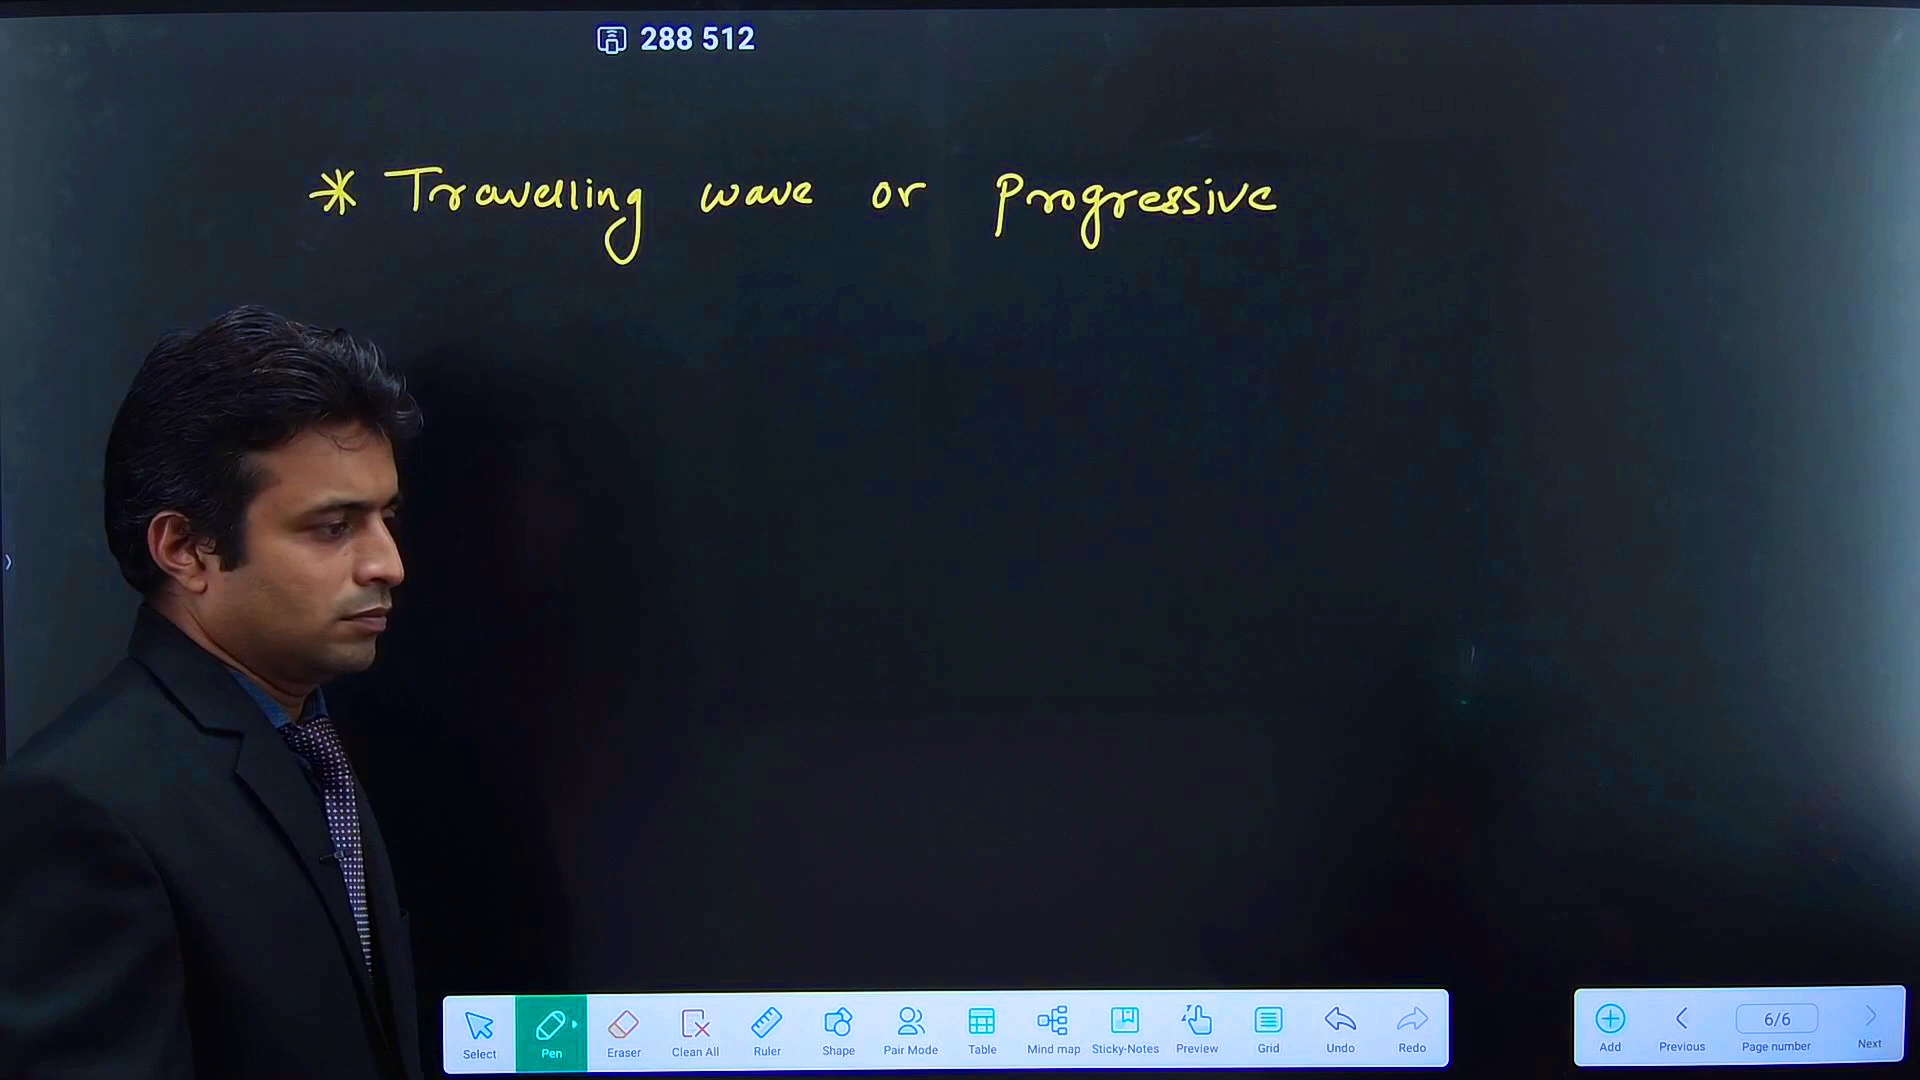 288 512
* Travelling wave or Progressive
Select Pen Eraser Clean All Ruler Shape Pair Mode Table Mind map Sticky-Notes Preview Grid Undo Redo
Add Previous 6/6 Page number Next